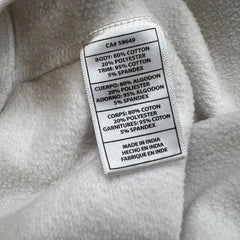 CA# 59649
BODY: 80% COTTON
20% POLYESTER
TRIM: 95% COTTON
5% SPANDEX
CUERPO: 80% ALGODON
20% POLIESTER
ADORNO: 95% ALGODON
5% SPANDEX
CORPS: 80% COTON
20% POLYESTER
GARNITURES: 95% COTON
5% SPANDEX
MADE IN INDIA
HECHO EN INDIA
FABRIQUE EN INDE